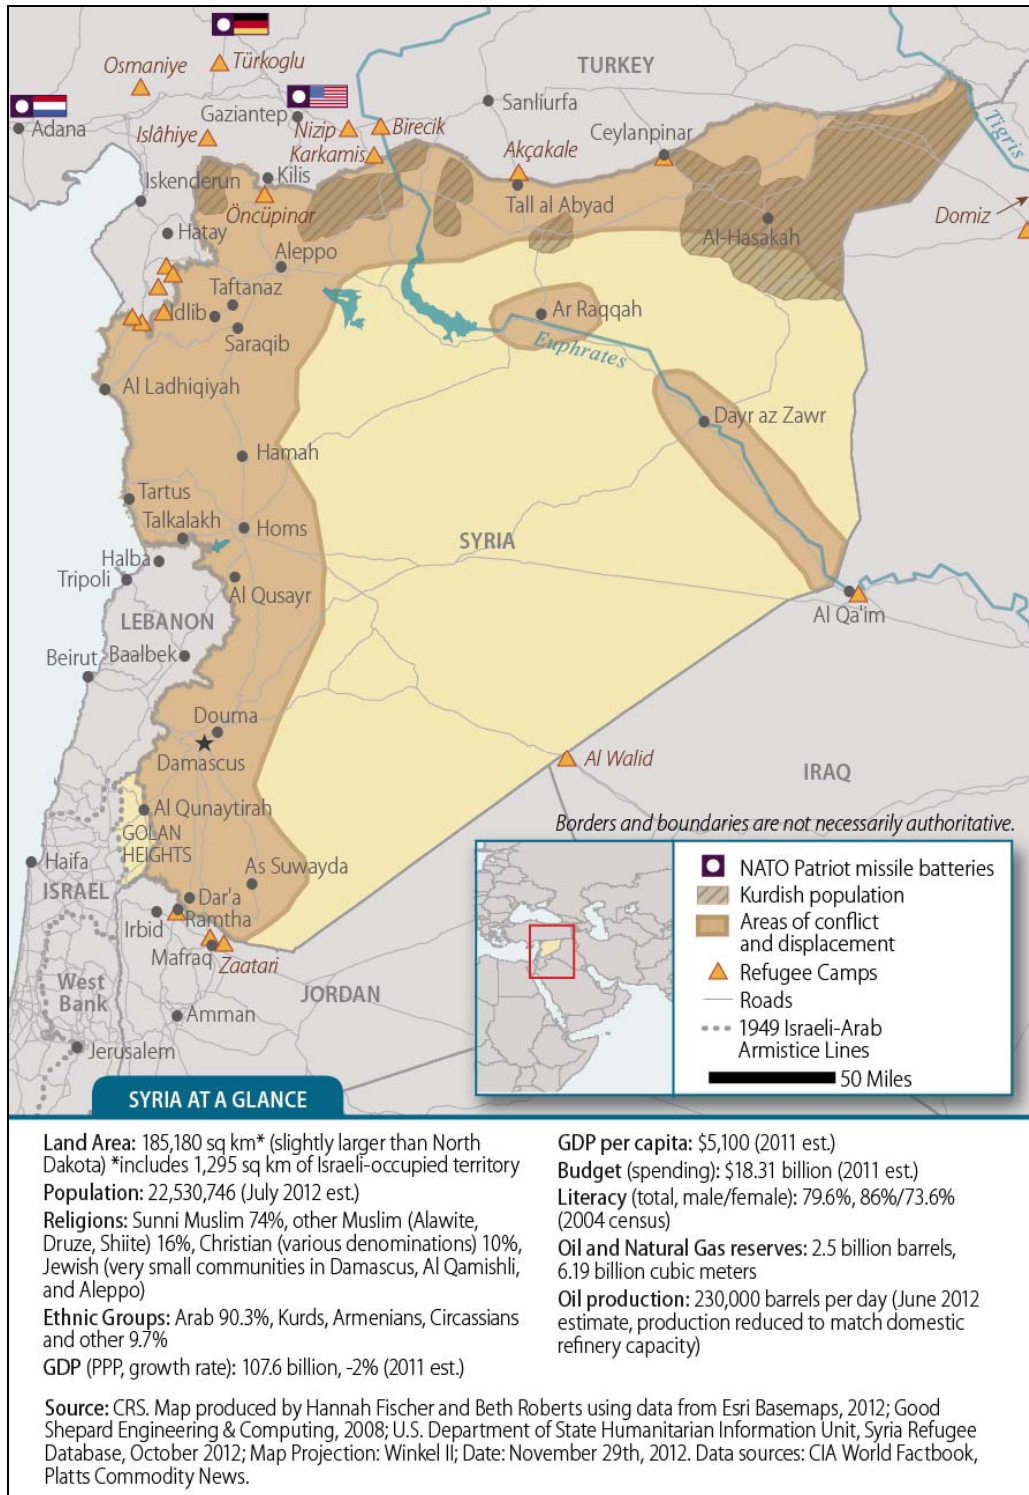 Türkoglu
Osmaniye
TURKEY
Sanliurfa
Gaziantep
Adana
Nizip
Birecik
Ceylanpinar
Tigris
Islâhiye
Karkamis
Akçakale
Iskenderun
Kilis
Tall al Abyad
Öncüpinar
Domiz
Hatay
Al-Hasakah
Aleppo
Taftanaz
Idlib
Ar Raqqah
Saraqib
Euphrates
Al Ladhiqiyah
Dayr az Zawr
Hamah
Tartus
Talkalakh
Homs
SYRIA
Halba
Tripoli
Al Qusayr
Al Qa'im
LEBANON
Beirut
Baalbek
Douma
Damascus
Al Walid
IRAQ
Al Qunaytirah
GOLAN
HEIGHTS
Borders and boundaries are not necessarily authoritative.
Haifa
As Suwayda
ISRAEL
Dar'a
Irbid
Ramtha
Mafraq
Zaatari
West
Bank
JORDAN
Amman
Jerusalem
NATO Patriot missile batteries
Kurdish population
Areas of conflict
and displacement
Refugee Camps
Roads
1949 Israeli-Arab
Armistice Lines
50 Miles
SYRIA AT A GLANCE
Land Area: 185,180 sq km* (slightly larger than North
Dakota) *includes 1,295 sq km of Israeli-occupied territory
Population: 22,530,746 (July 2012 est.)
Religions: Sunni Muslim 74%, other Muslim (Alawite,
Druze, Shiite) 16%, Christian (various denominations) 10%,
Jewish (very small communities in Damascus, Al Qamishli,
and Aleppo)
Ethnic Groups: Arab 90.3%, Kurds, Armenians, Circassians
and other 9.7%
GDP (PPP, growth rate): 107.6 billion, -2% (2011 est.)
GDP per capita: $5,100 (2011 est.)
Budget (spending): $18.31 billion (2011 est.)
Literacy (total, male/female): 79.6%, 86%/73.6%
(2004 census)
Oil and Natural Gas reserves: 2.5 billion barrels,
6.19 billion cubic meters
Oil production: 230,000 barrels per day (June 2012
estimate, production reduced to match domestic
refinery capacity)
Source: CRS. Map produced by Hannah Fischer and Beth Roberts using data from Esri Basemaps, 2012; Good
Shepard Engineering & Computing, 2008; U.S. Department of State Humanitarian Information Unit, Syria Refugee
Database, October 2012; Map Projection: Winkel II; Date: November 29th, 2012. Data sources: CIA World Factbook,
Platts Commodity News.